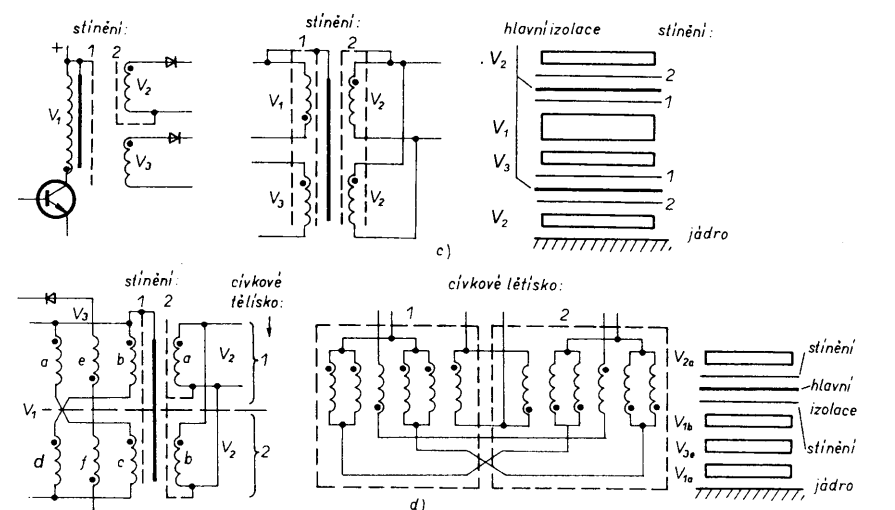 stínění:
+ 1 2
V1
V2
V3
stínění:
1 2
V1
V2
V3
V2
c)
hlavní izolace stínění:
V2
2
1
V1
V3
1
2
V2
jádro
stínění:
1 2
cívkové
tělísko:
V3
a e b a V2 1
V1
d f c b V2 2
cívkové lětísko:
1 2
d)
V2a
stínění
hlavní
izolace
V1b
V3e
stínění
V1a
jádro